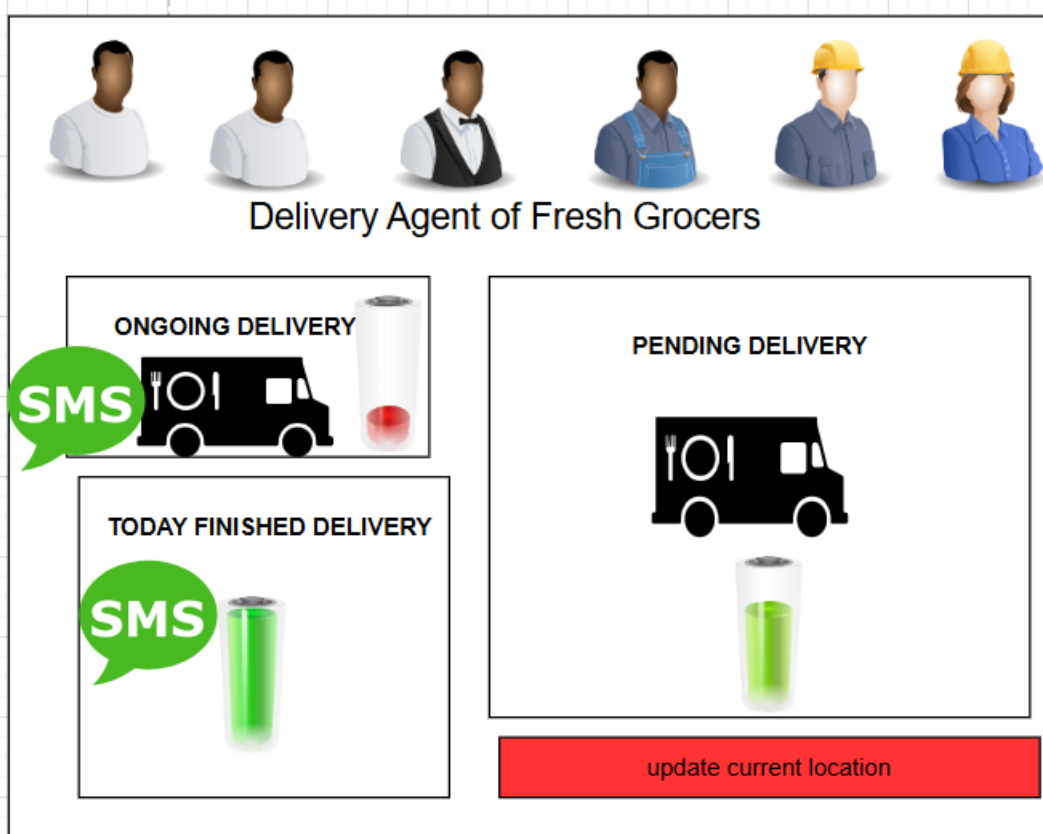 Delivery Agent of Fresh Grocers
ONGOING DELIVERY
SMS
PENDING DELIVERY
TODAY FINISHED DELIVERY
SMS
update current location